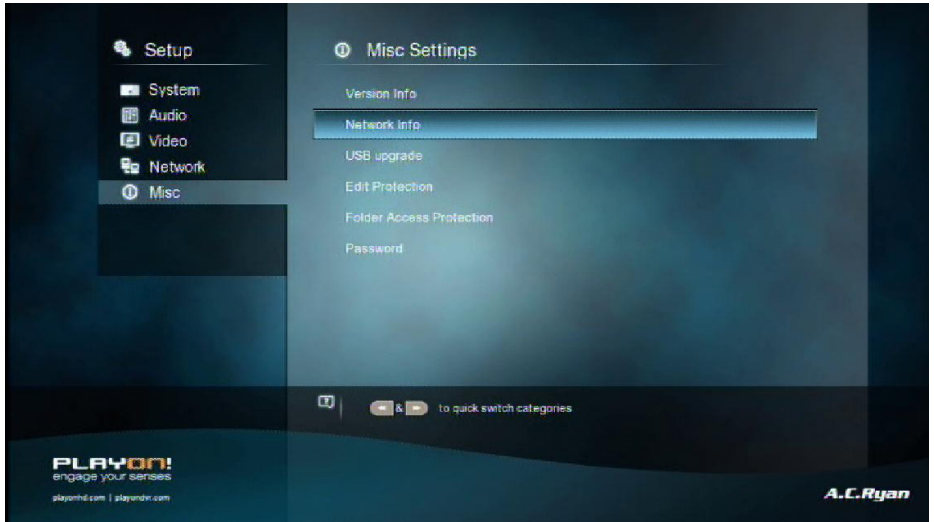 Setup
System
Audio
Video
Network
Misc
Misc Settings
Version Info
Network Info
USB upgrade
Edit Protection
Folder Access Protection
Password
& to quick switch categories
PLAYON!
engage your senses
playonhd.com | playondvr.com
A.C.Ryan